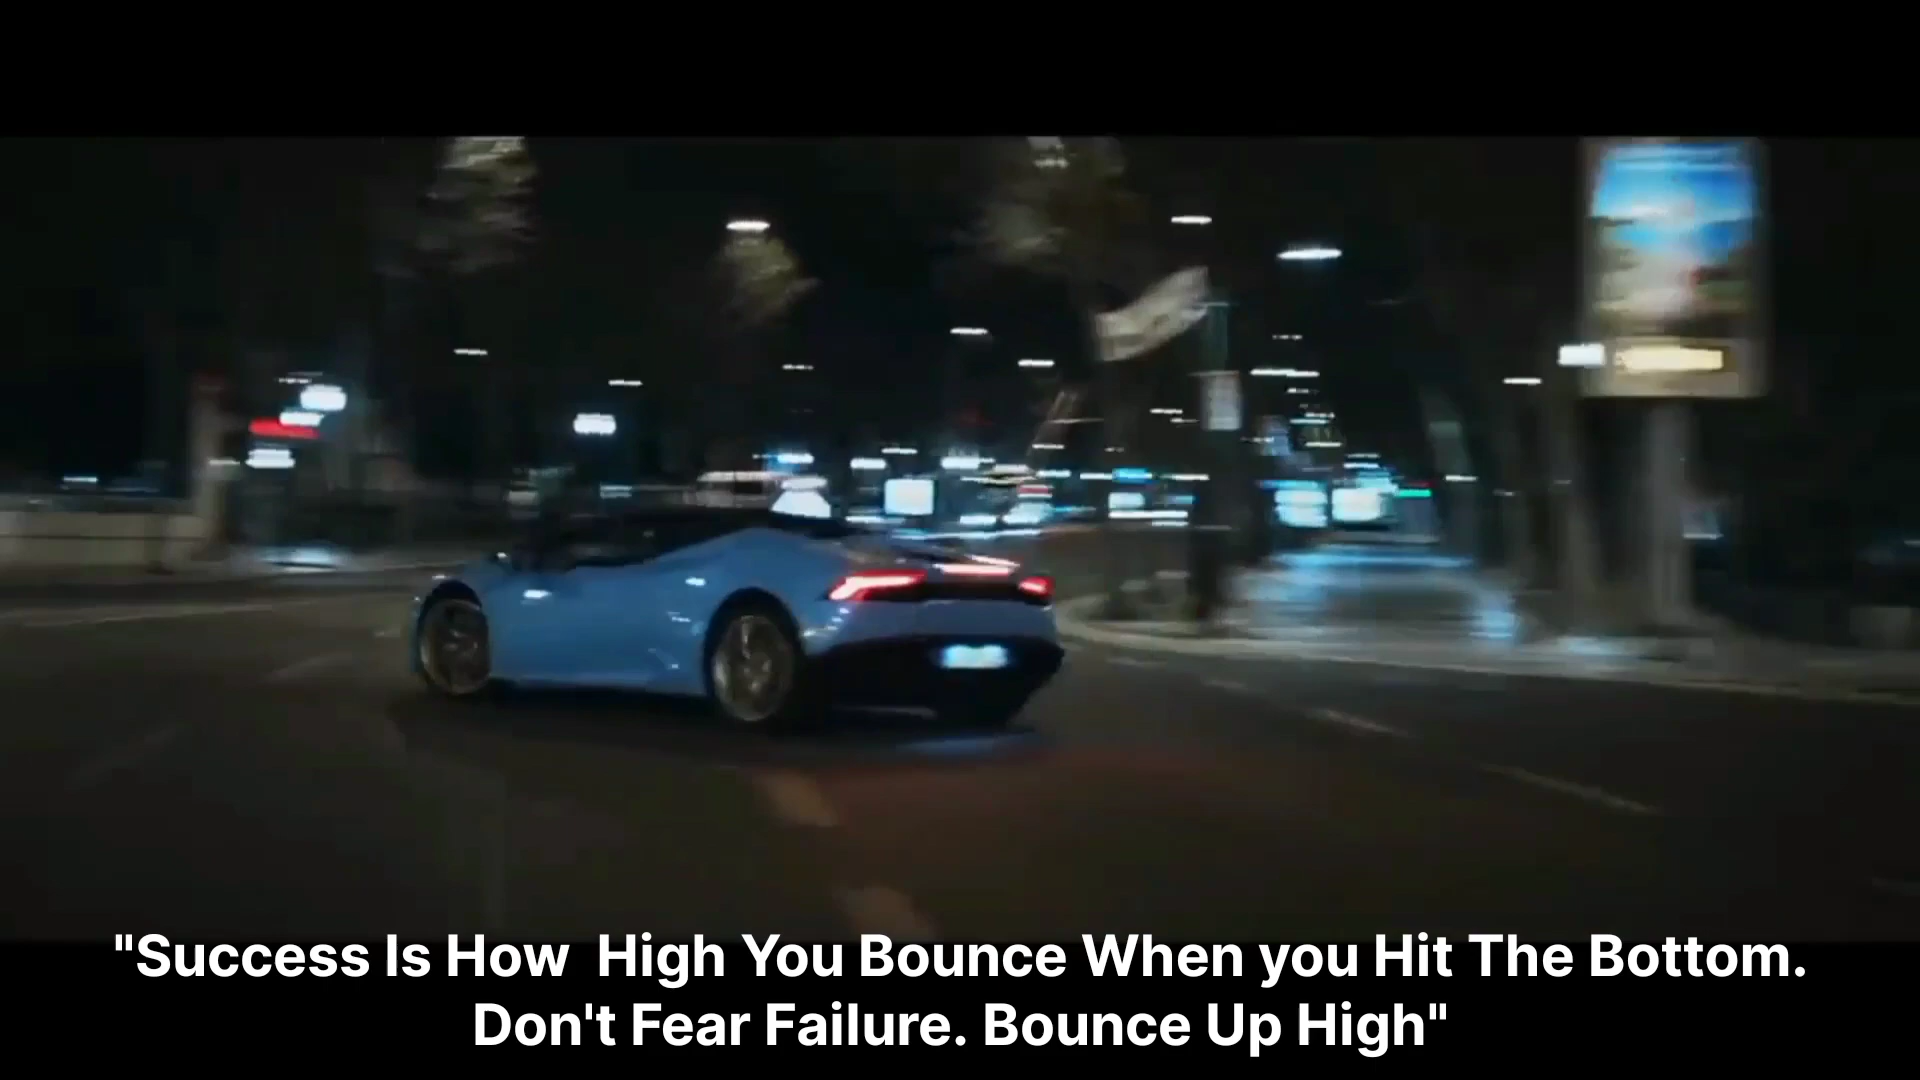 "Success Is How  High You Bounce When you Hit The Bottom.
Don't Fear Failure. Bounce Up High"